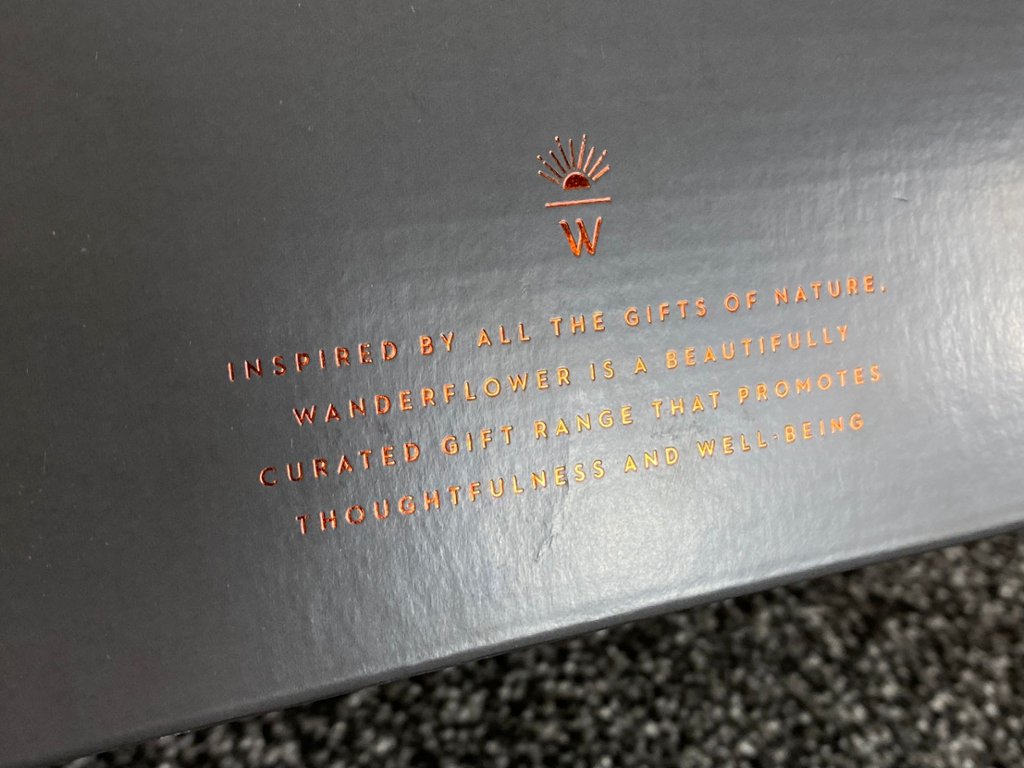 W
INSPIRED BY ALL THE GIFTS OF NATURE,
WANDERFLOWER IS A BEAUTIFULLY
CURATED GIFT RANGE THAT PROMOTES
THOUGHTFULNESS AND WELL-BEING